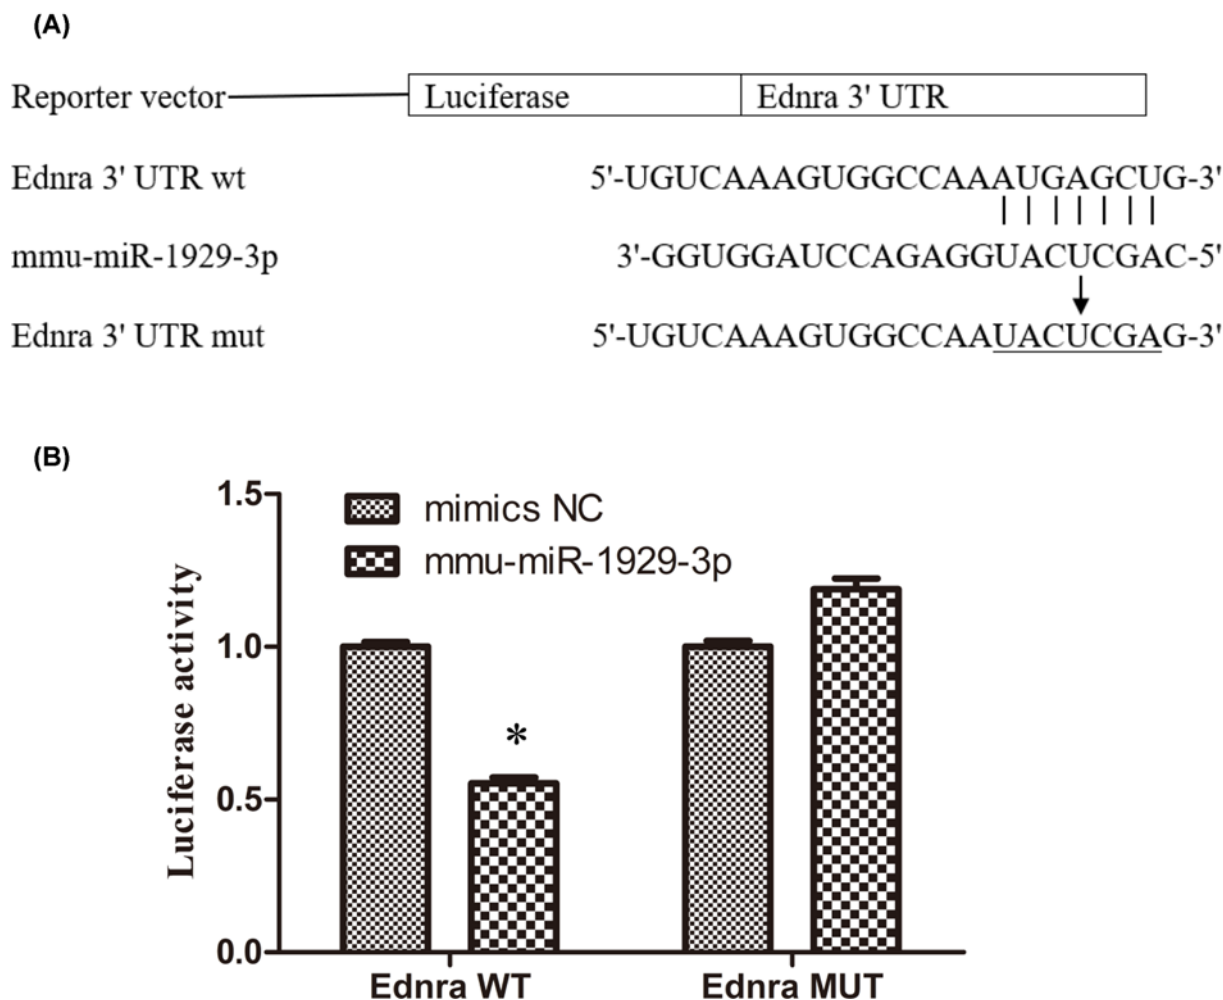 (A)
Reporter vector Luciferase Ednra 3' UTR
Ednra 3' UTR wt 5'-UGUCAAAGUGGCCAAAUGAGCUG-3'
mmu-miR-1929-3p 3'-GGUGGAUCCAGAGGUACUCGAC-5'
Ednra 3' UTR mut 5'-UGUCAAAGUGGCCAAUACUCGAG-3'
(B)
1.5
mimics NC
mmu-miR-1929-3p
Luciferase activity
1.0
*
0.5
0.0
Ednra WT Ednra MUT